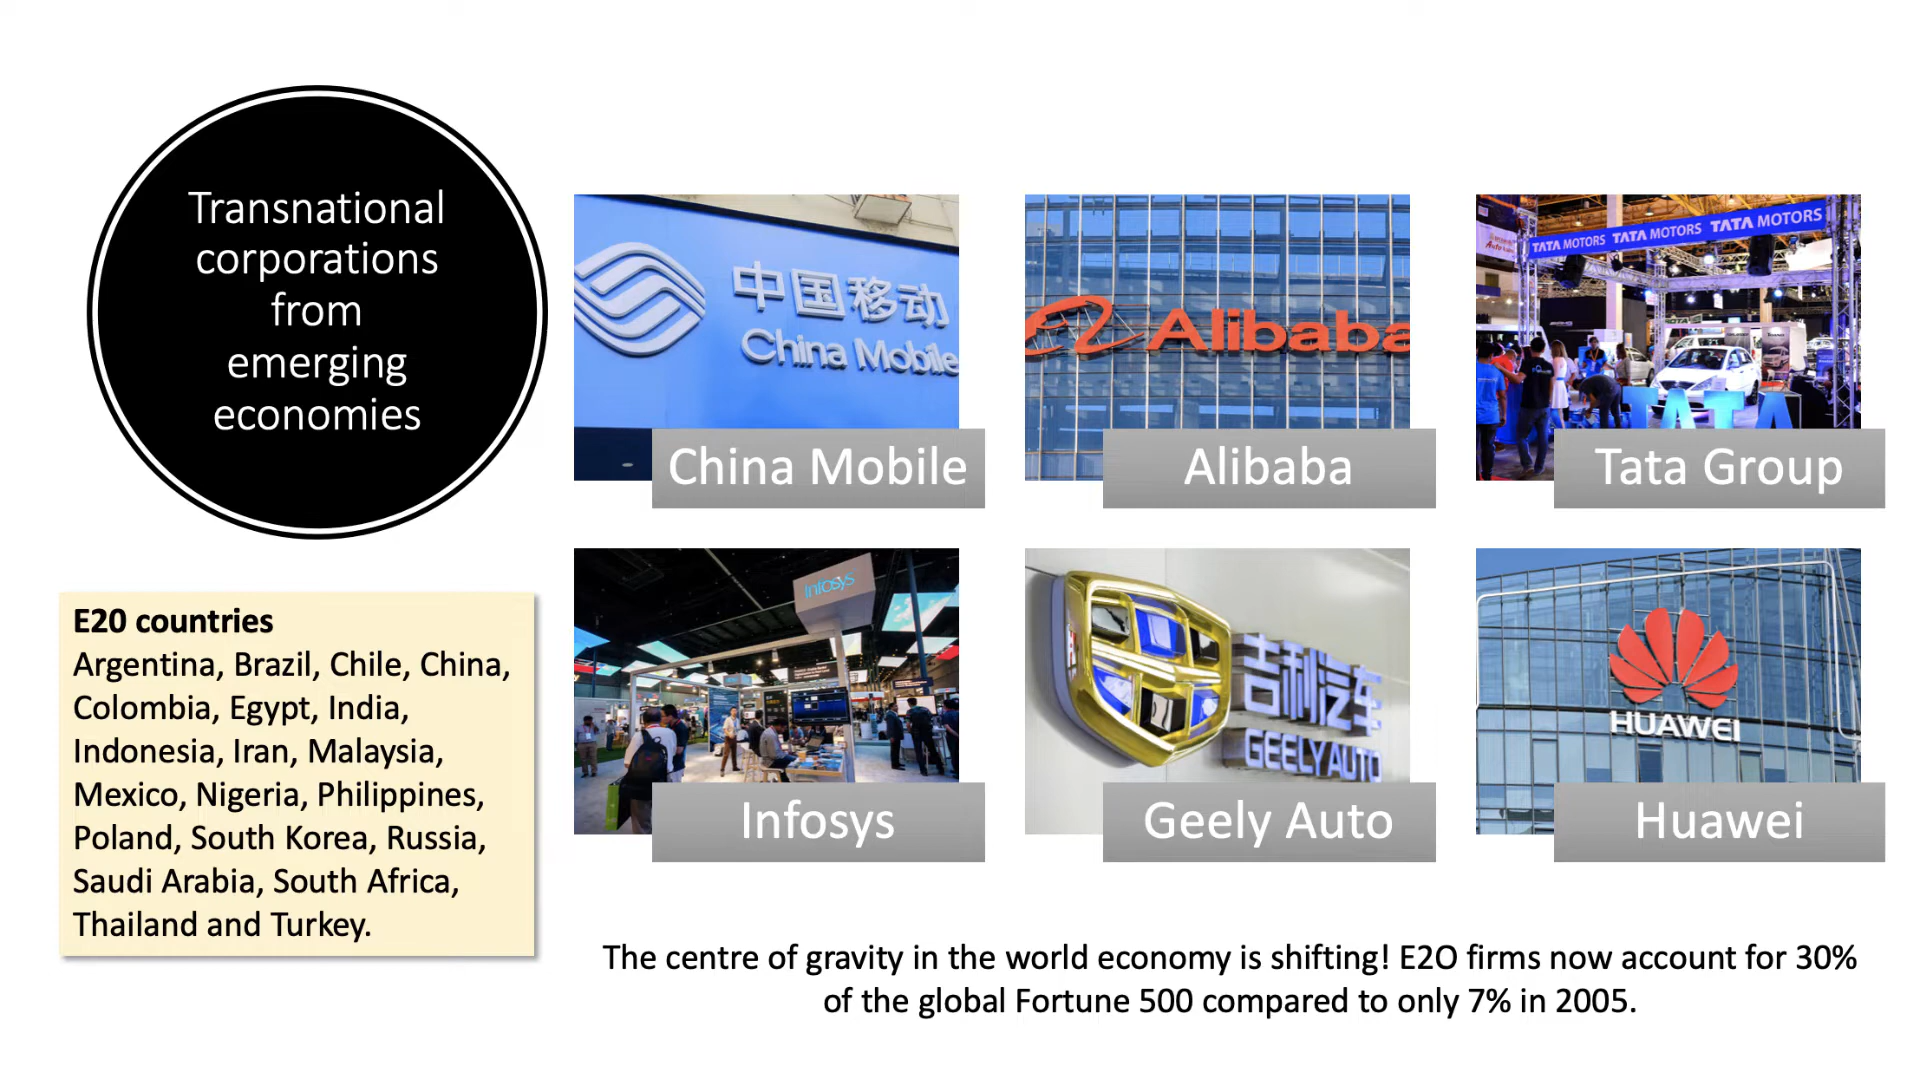 Transnational
corporations
from
emerging
economies
中国移动
China Mobile
China Mobile
Alibaba
Alibaba
TATA MOTORS TATA MOTORS TATA MOTORS
TATA
Tata Group
Infosys
Infosys
吉利汽车
GEELY AUTO
Geely Auto
HUAWEI
Huawei
E20 countries
Argentina, Brazil, Chile, China,
Colombia, Egypt, India,
Indonesia, Iran, Malaysia,
Mexico, Nigeria, Philippines,
Poland, South Korea, Russia,
Saudi Arabia, South Africa,
Thailand and Turkey.
The centre of gravity in the world economy is shifting! E2O firms now account for 30%
of the global Fortune 500 compared to only 7% in 2005.